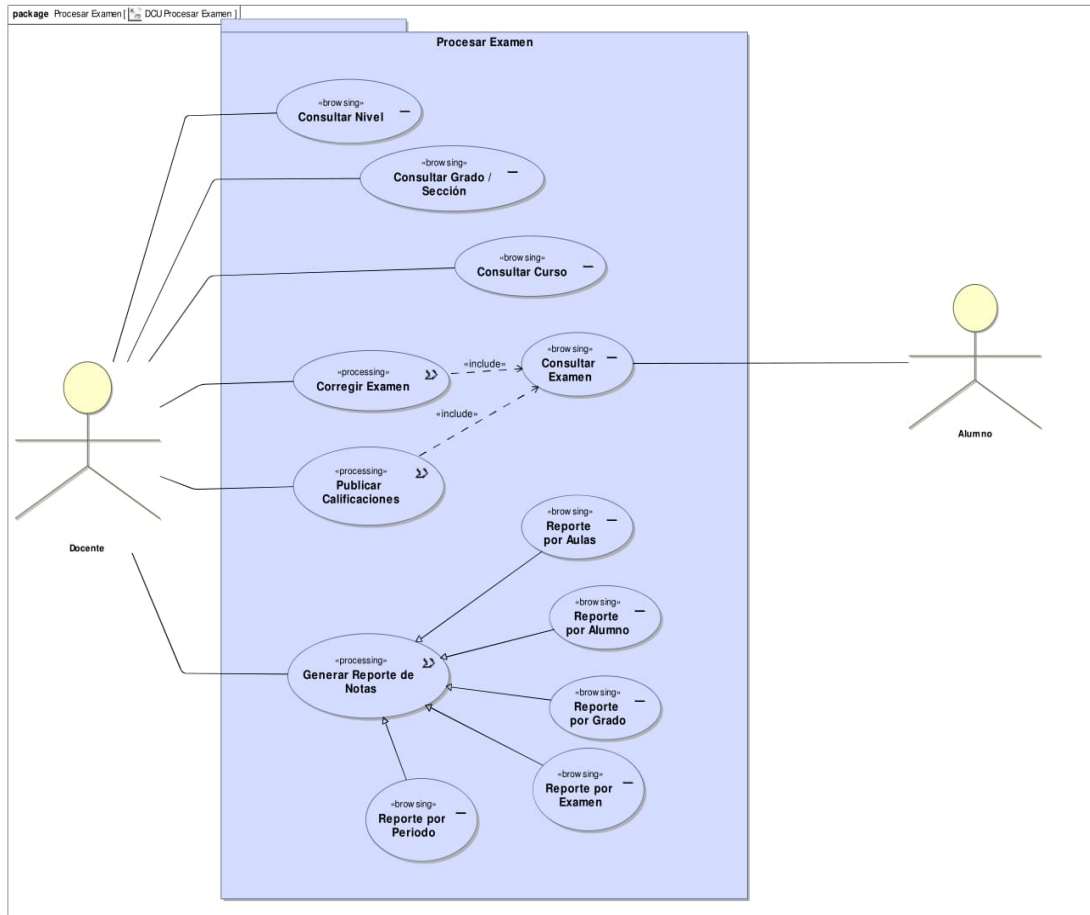 package Procesar Examen [ DCU Procesar Examen ]
Procesar Examen
«browsing»
Consultar Nivel
«browsing»
Consultar Grado /
Sección
«browsing»
Consultar Curso
«processing»
Corregir Examen
«include»
«browsing»
Consultar
Examen
«include»
Alumno
«processing»
Publicar
Calificaciones
Docente
«browsing»
Reporte
por Aulas
«browsing»
Reporte
por Alumno
«processing»
Generar Reporte de
Notas
«browsing»
Reporte
por Grado
«browsing»
Reporte por
Examen
«browsing»
Reporte por
Periodo